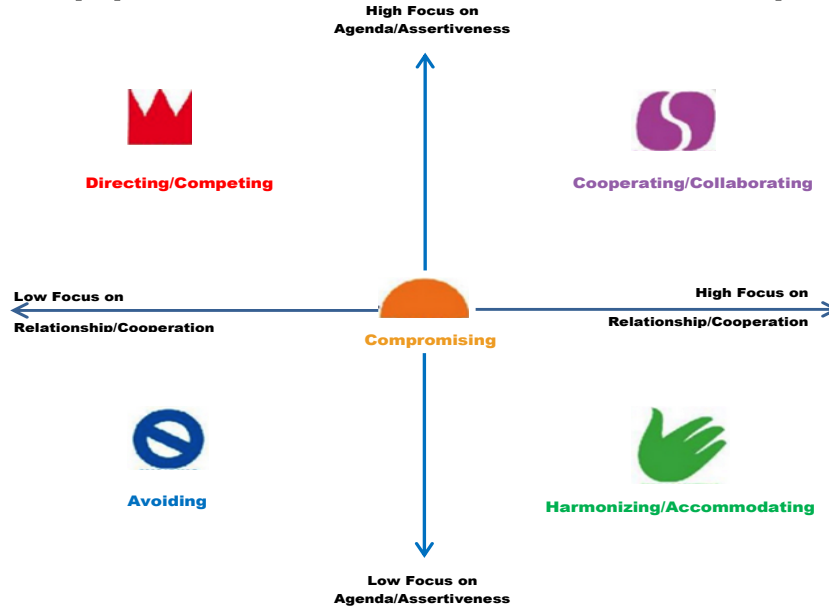 High Focus on
Agenda/Assertiveness
Directing/Competing
Cooperating/Collaborating
Low Focus on
Relationship/Cooperation
High Focus on
Relationship/Cooperation
Compromising
Avoiding
Harmonizing/Accommodating
Low Focus on
Agenda/Assertiveness